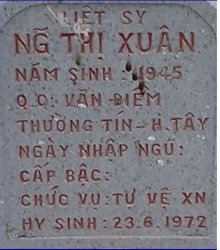 LIỆT SỸ
NG̃ THỊ XUÂN
NĂM SINH: 1945
Q.Q: VĂN ĐIỂM
THƯỜNG TÍN - H.TÂY
NGÀY NHẬP NGŨ:
CẤP BẬC:
CHỨC VỤ: TỰ VỆ XN
HY SINH: 23.6.1972